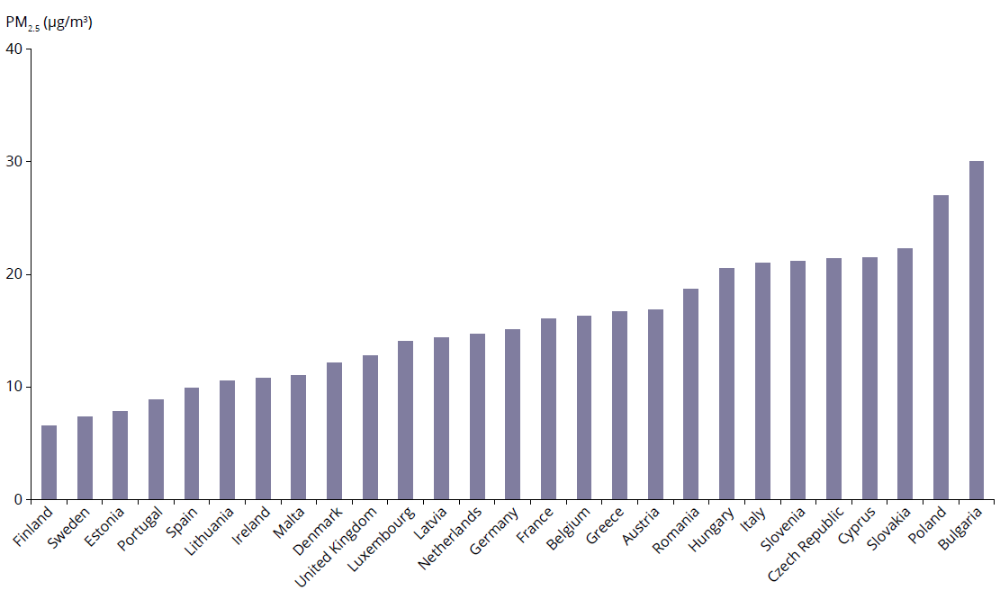 PM2.5 (µg/m³)
40
30
20
10
0
Finland
Sweden
Estonia
Portugal
Spain
Lithuania
Ireland
Malta
Denmark
United Kingdom
Luxembourg
Latvia
Netherlands
Germany
France
Belgium
Greece
Austria
Romania
Hungary
Italy
Slovenia
Czech Republic
Cyprus
Slovakia
Poland
Bulgaria